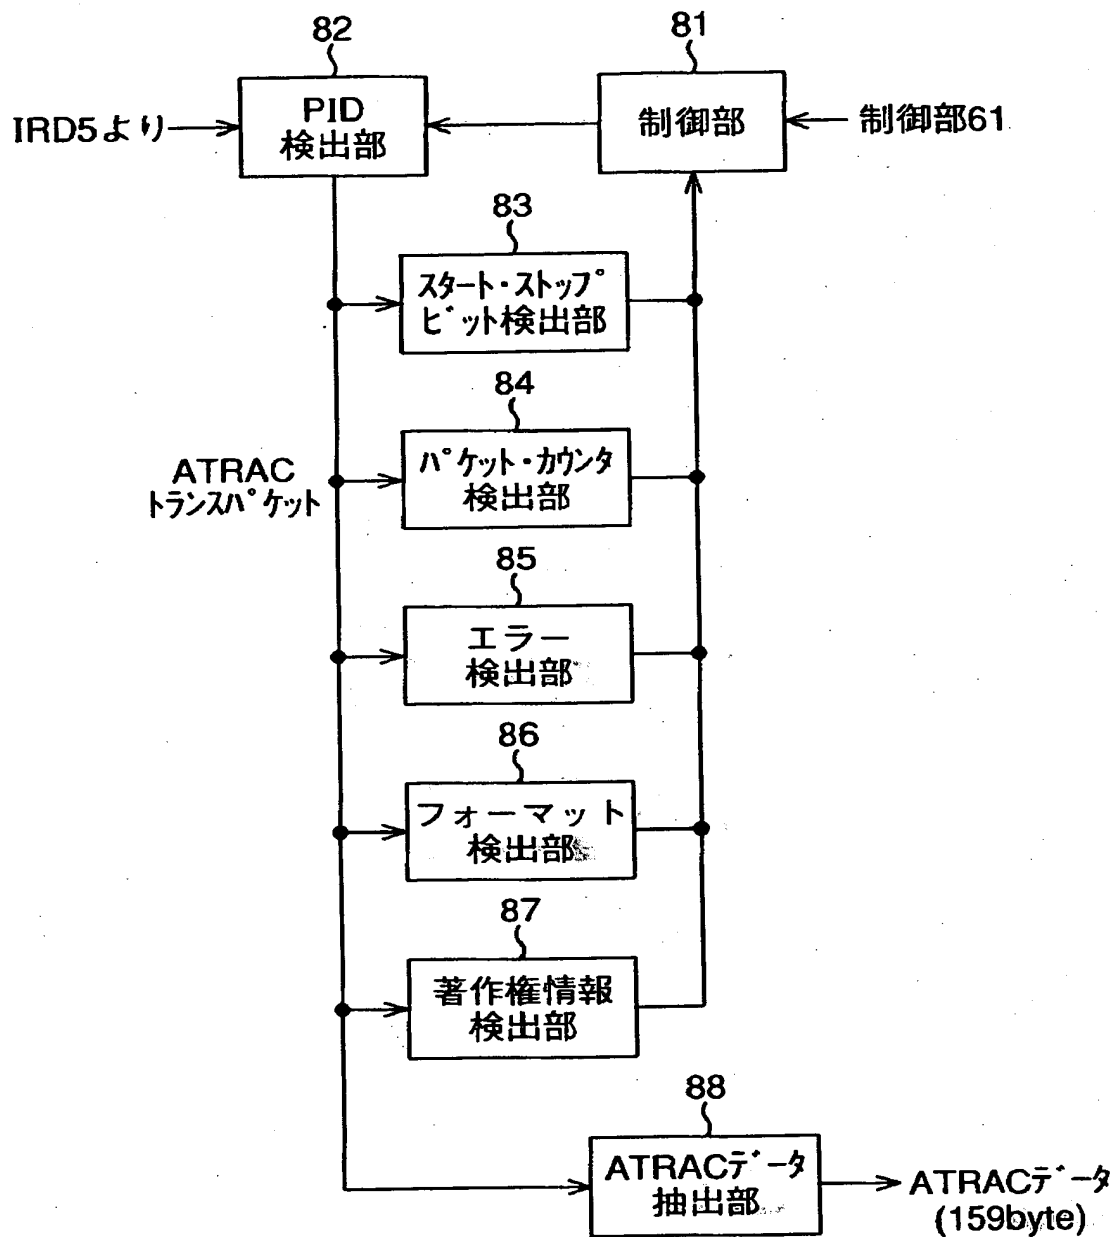 82
81
IRD5より
PID
検出部
制御部
制御部61
83
スタート・ストップ
ビット検出部
84
パケット・カウンタ
検出部
ATRAC
トランスパケット
85
エラー
検出部
86
フォーマット
検出部
87
著作権情報
検出部
88
ATRACデータ
抽出部
ATRACデータ
(159byte)